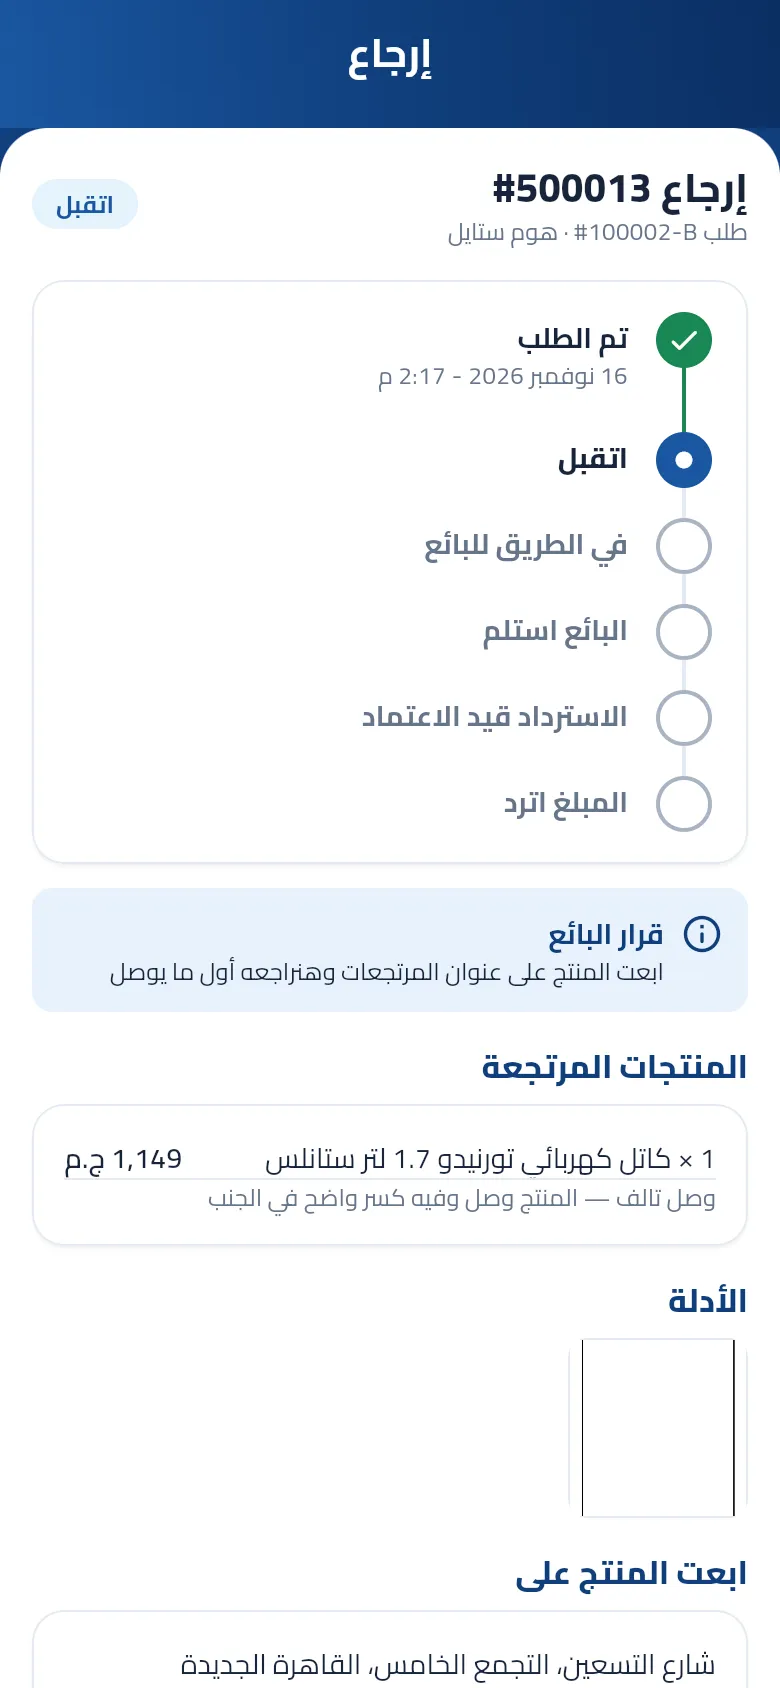 إرجاع
إرجاع 500013#
اتقبل
طلب 100002-B# · هوم ستايل
تم الطلب
16 نوفمبر 2026 - 2:17 م
اتقبل
في الطريق للبائع
البائع استلم
الاسترداد قيد الاعتماد
المبلغ اترد
قرار البائع
ابعت المنتج على عنوان المرتجعات وهنراجعه أول ما يوصل
المنتجات المرتجعة
1 × كاتل كهربائي تورنيدو 1.7 لتر ستانلس 1,149 ج.م
وصل تالف — المنتج وصل وفيه كسر واضح في الجنب
الأدلة
ابعت المنتج على
شارع التسعين، التجمع الخامس، القاهرة الجديدة